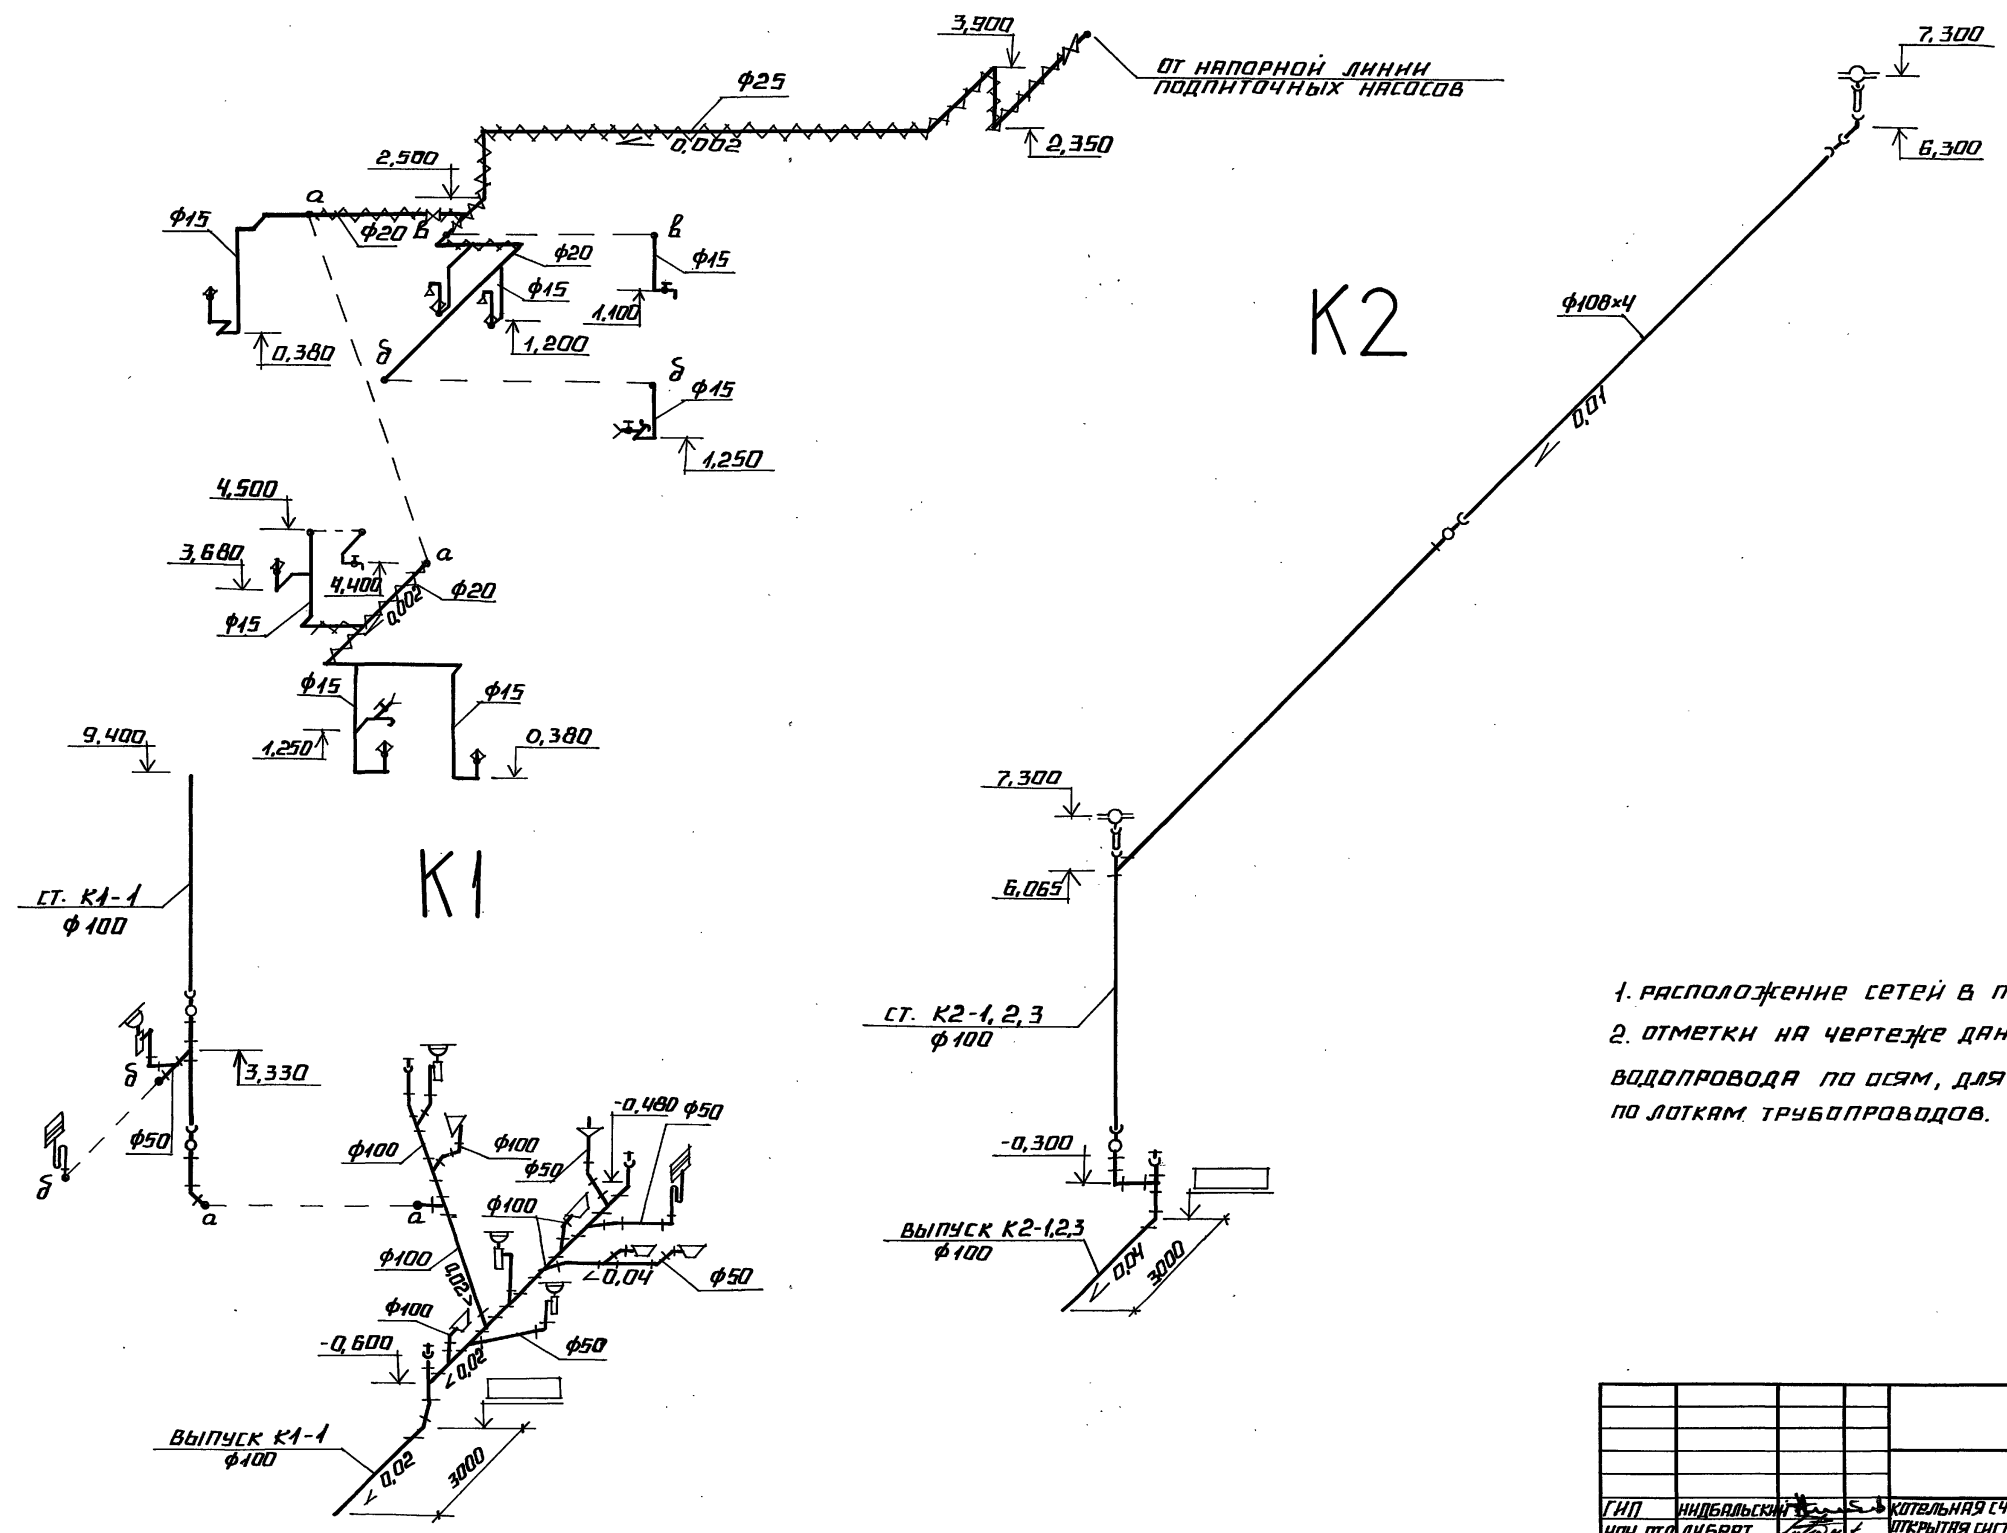 3,900
ОТ НАПОРНОЙ ЛИНИИ
ПОДПИТОЧНЫХ НАСОСОВ
7.300
ф25
0,002
2,350
2,500
6,300
а
ф15
ф20
в
в
ф20
ф15
ф15
1,100
К2
ф108×4
0,380
1,200
б
б
ф15
0,01
1,250
4,500
3,680
а
4,400
0,002
ф20
ф15
ф15
ф15
9,400
1,250
0,380
7,300
К1
СТ. К1-1
ф100
6,065
1. РАСПОЛОЖЕНИЕ СЕТЕЙ В П
СТ. К2-1, 2, 3
ф100
2. ОТМЕТКИ НА ЧЕРТЕЖЕ ДАН
3,330
б
ВОДОПРОВОДА ПО ОСЯМ, ДЛЯ
ПО ЛОТКАМ ТРУБОПРОВОДОВ.
-0,480
ф50
ф50
ф100
ф100
ф50
-0,300
б
а
а
ф100
ВЫПУСК К2-1,2,3
ф100
ф100
0,02
0,04
ф50
0,04
3000
ф100
-0,600
ф50
0,02
ВЫПУСК К1-1
ф100
0,02
3000
ГИП
НИДБАЛЬСКИЙ
КОТЕЛЬНАЯ С Ч
ОТКРЫТАЯ СИСТ